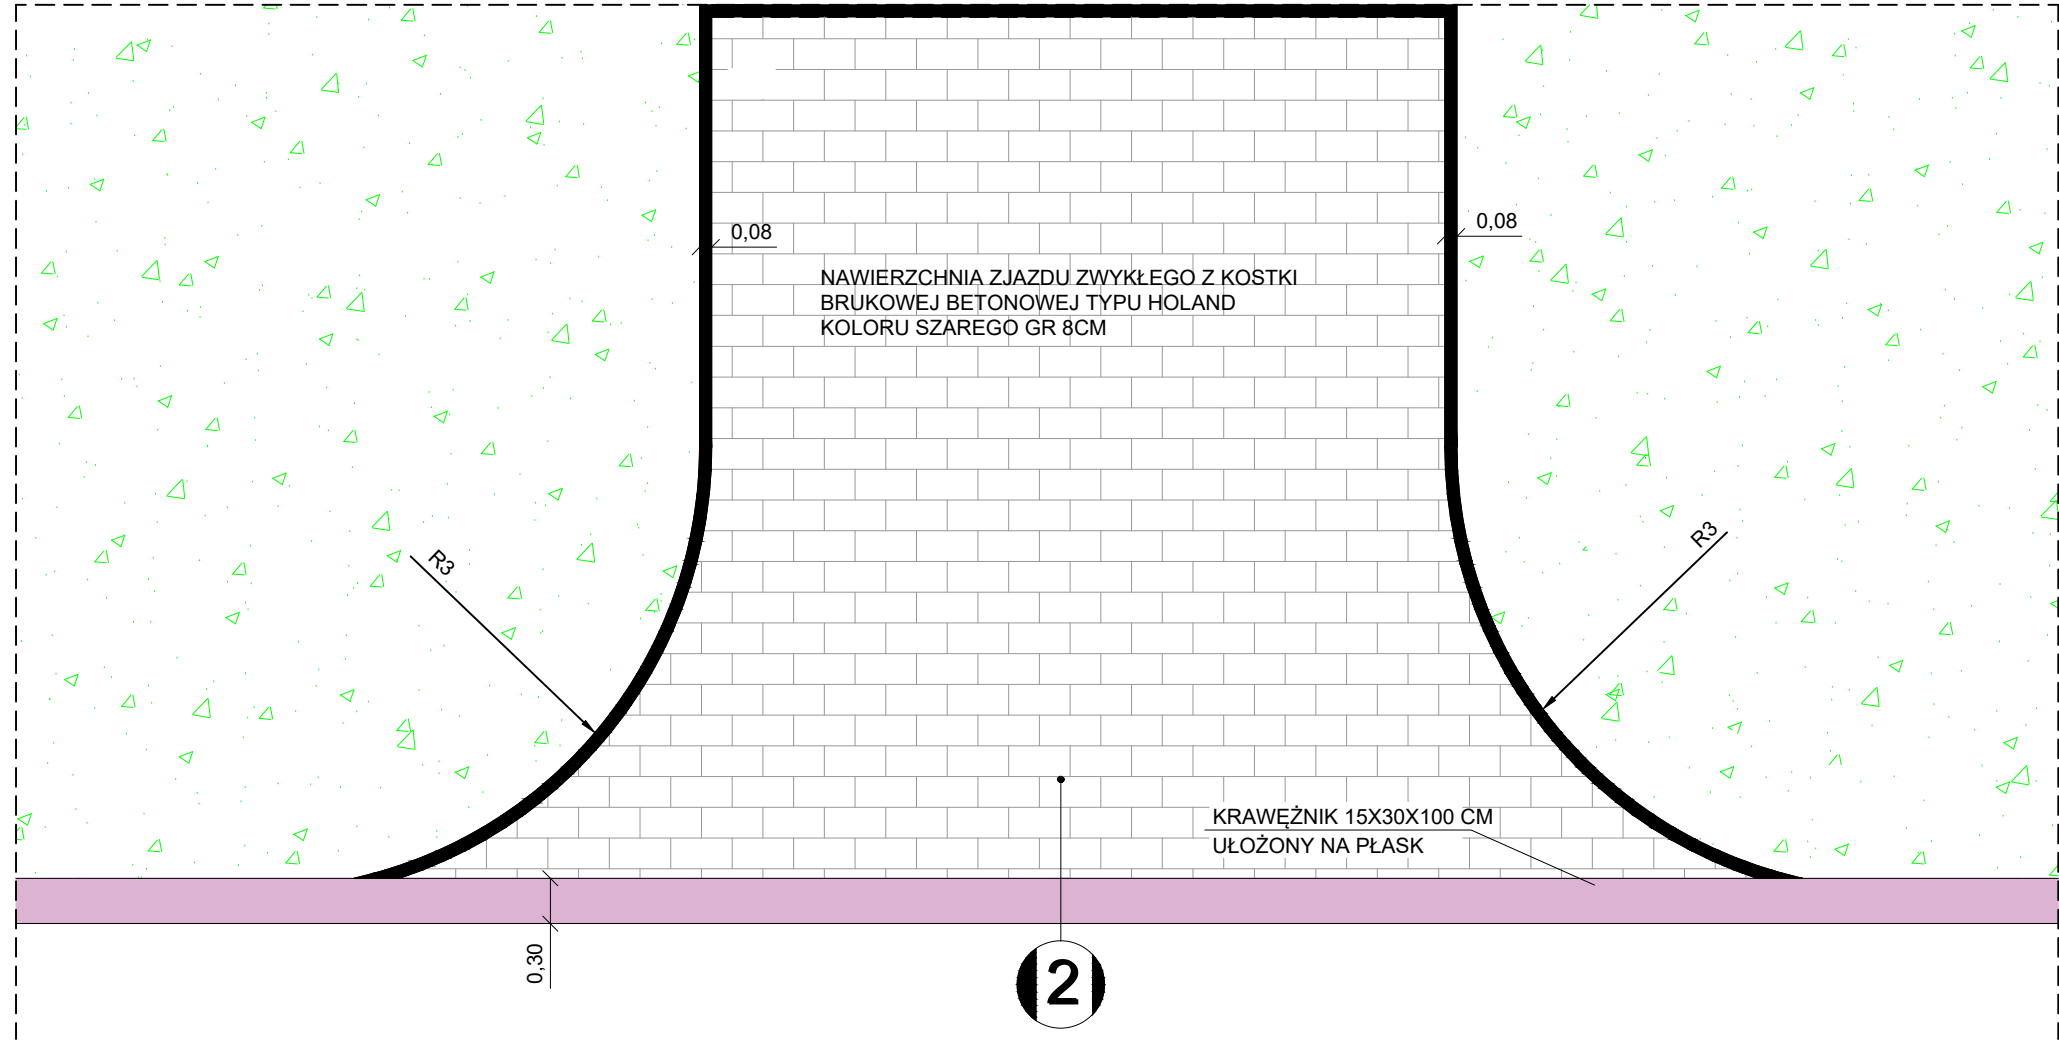 0,08
0,08
NAWIERZCHNIA ZJAZDU ZWYKŁEGO Z KOSTKI
BRUKOWEJ BETONOWEJ TYPU HOLAND
KOLORU SZAREGO GR 8CM
R3
R3
KRAWĘŻNIK 15X30X100 CM
UŁOŻONY NA PŁASK
0,30
2